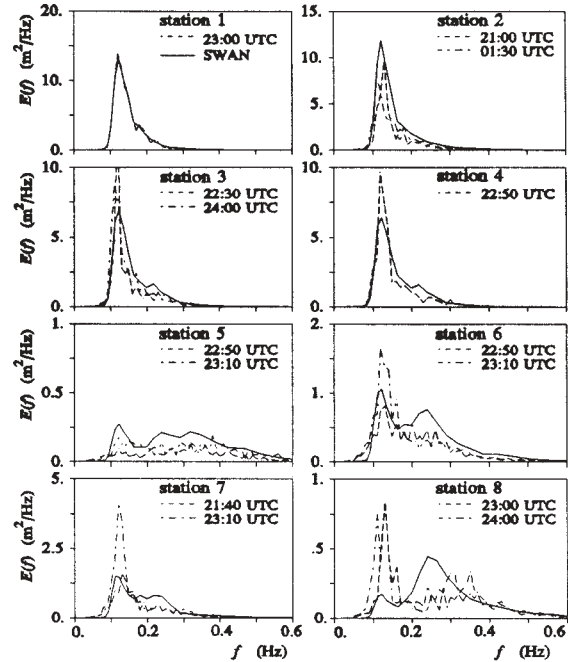 station 1
20.
23:00 UTC
SWAN
10.
0.
E(f) (m²/Hz)
station 2
15.
21:00 UTC
01:30 UTC
10.
5.
0.
station 3
10.
22:30 UTC
24:00 UTC
5.
0.
E(f) (m²/Hz)
station 4
10.
22:50 UTC
5.
0.
station 5
1.
22:50 UTC
23:10 UTC
0.5
0.
E(f) (m²/Hz)
station 6
2.
22:50 UTC
23:10 UTC
1.
0.
station 7
5.
21:40 UTC
23:10 UTC
2.5
0.
E(f) (m²/Hz)
0. 0.2 0.4 0.6
f (Hz)
station 8
1.
23:00 UTC
24:00 UTC
.5
0.
0. 0.2 0.4 0.6
f (Hz)